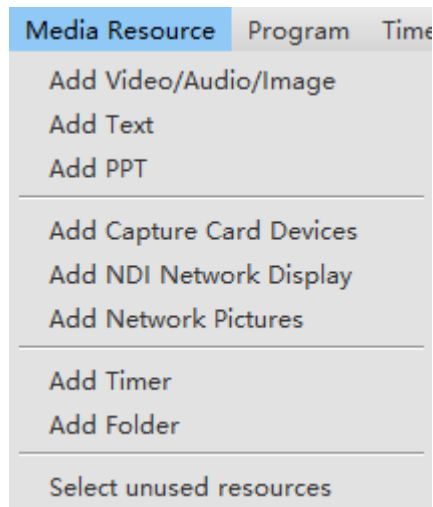 Media Resource Program Time
Add Video/Audio/Image
Add Text
Add PPT
Add Capture Card Devices
Add NDI Network Display
Add Network Pictures
Add Timer
Add Folder
Select unused resources